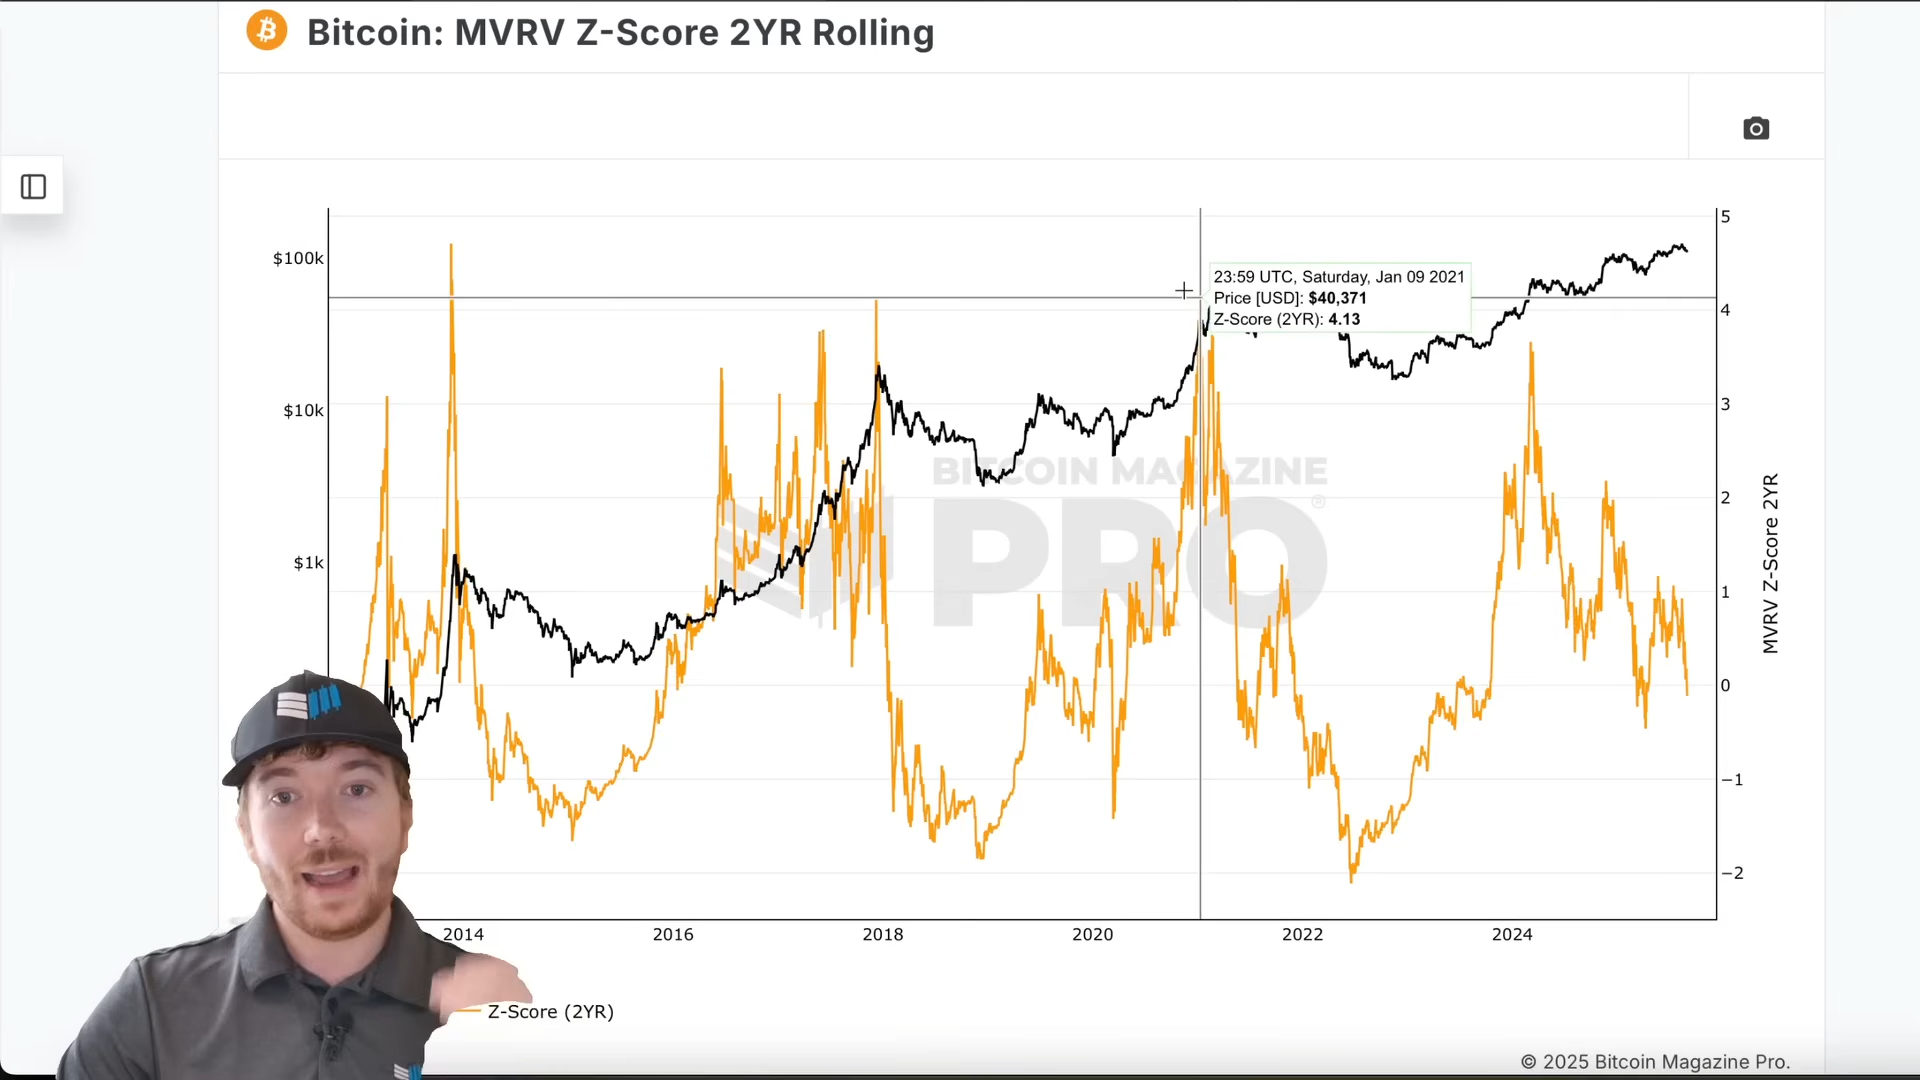 Bitcoin: MVRV Z-Score 2YR Rolling
$100k
$10k
$1k
5
4
3
2
1
0
−1
−2
MVRV Z-Score 2YR
23:59 UTC, Saturday, Jan 09 2021
Price [USD]: $40,371
Z-Score (2YR): 4.13
BITCOIN MAGAZINE
PRO®
2014
2016
2018
2020
2022
2024
Z-Score (2YR)
© 2025 Bitcoin Magazine Pro.